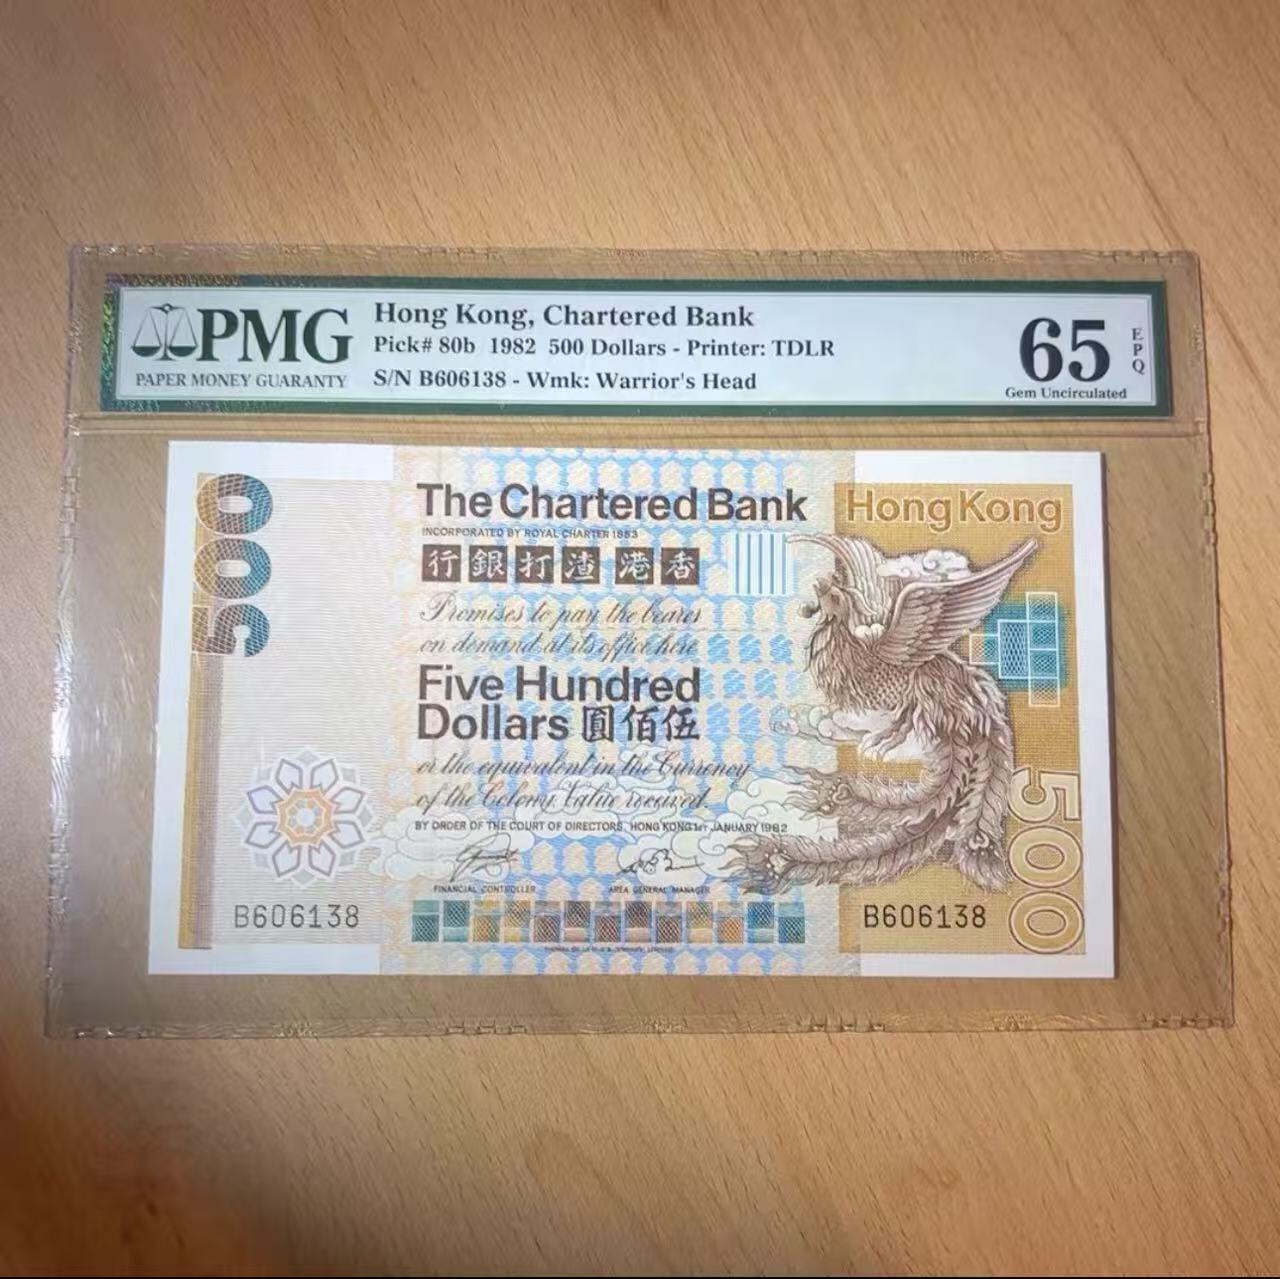 PMG
PAPER MONEY GUARANTY
Hong Kong, Chartered Bank
Pick# 80b 1982 500 Dollars - Printer: TDLR
S/N B606138 - Wmk: Warrior's Head
65
EPQ
Gem Uncirculated
500
The Chartered Bank
Hong Kong
INCORPORATED BY ROYAL CHARTER 1853
行銀打渣 港香
Promises to pay the bearer
on demand at its office here
Five Hundred
Dollars 圓佰伍
or the equivalent in the Currency
of the Colony Value received.
BY ORDER OF THE COURT OF DIRECTORS, HONG KONG 1ST JANUARY 1982
FINANCIAL CONTROLLER
AREA GENERAL MANAGER
B606138
B606138
500